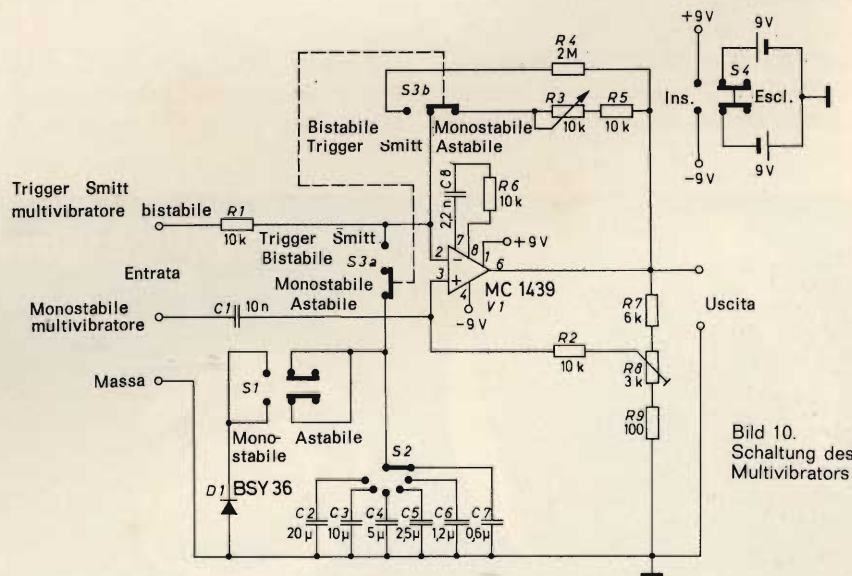 R4
2M
S3b
R3
10k
R5
10k
Bistabile
Trigger Smitt
Monostabile
Astabile
+9V
9V
S4
Ins.
Escl.
-9V
9V
Trigger Smitt
multivibratore bistabile
R1
10k
Trigger Smitt
Bistabile
S3a
Monostabile
Astabile
C8
2,2 n
R6
10k
7
8
1
2
-
3
+
4
6
+9V
MC 1439
V1
-9V
Entrata
Monostabile
multivibratore
C1
10n
Uscita
R7
6k
R2
10k
R8
3k
R9
100
Massa
S1
Mono-
stabile
Astabile
D1
BSY 36
S2
C2
20µ
C3
10µ
C4
5µ
C5
2,5µ
C6
1,2µ
C7
0,6µ
Bild 10.
Schaltung des
Multivibrators